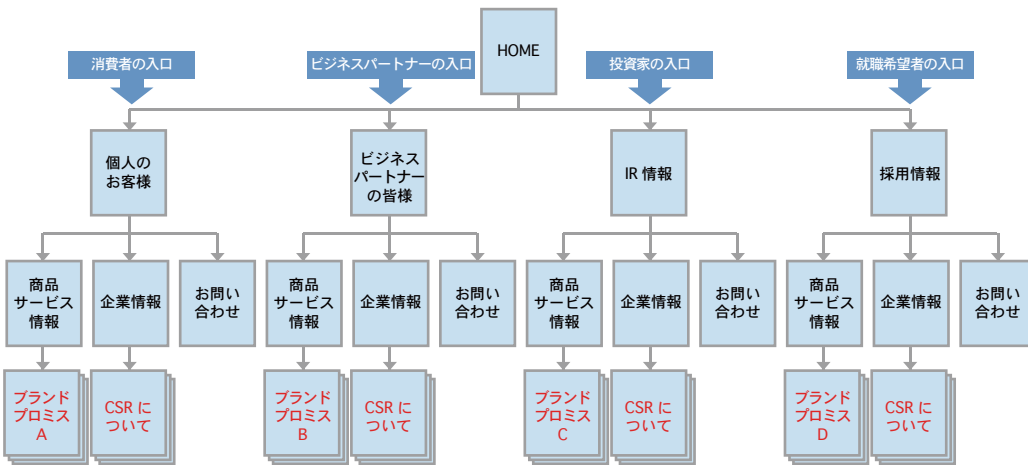 HOME
消費者の入口
ビジネスパートナーの入口
投資家の入口
就職希望者の入口
個人の
お客様
ビジネス
パートナー
の皆様
IR 情報
採用情報
商品
サービス
情報
企業情報
お問い
合わせ
商品
サービス
情報
企業情報
お問い
合わせ
商品
サービス
情報
企業情報
お問い
合わせ
商品
サービス
情報
企業情報
お問い
合わせ
ブランド
プロミス
A
CSR に
ついて
ブランド
プロミス
B
CSR に
ついて
ブランド
プロミス
C
CSR に
ついて
ブランド
プロミス
D
CSR に
ついて